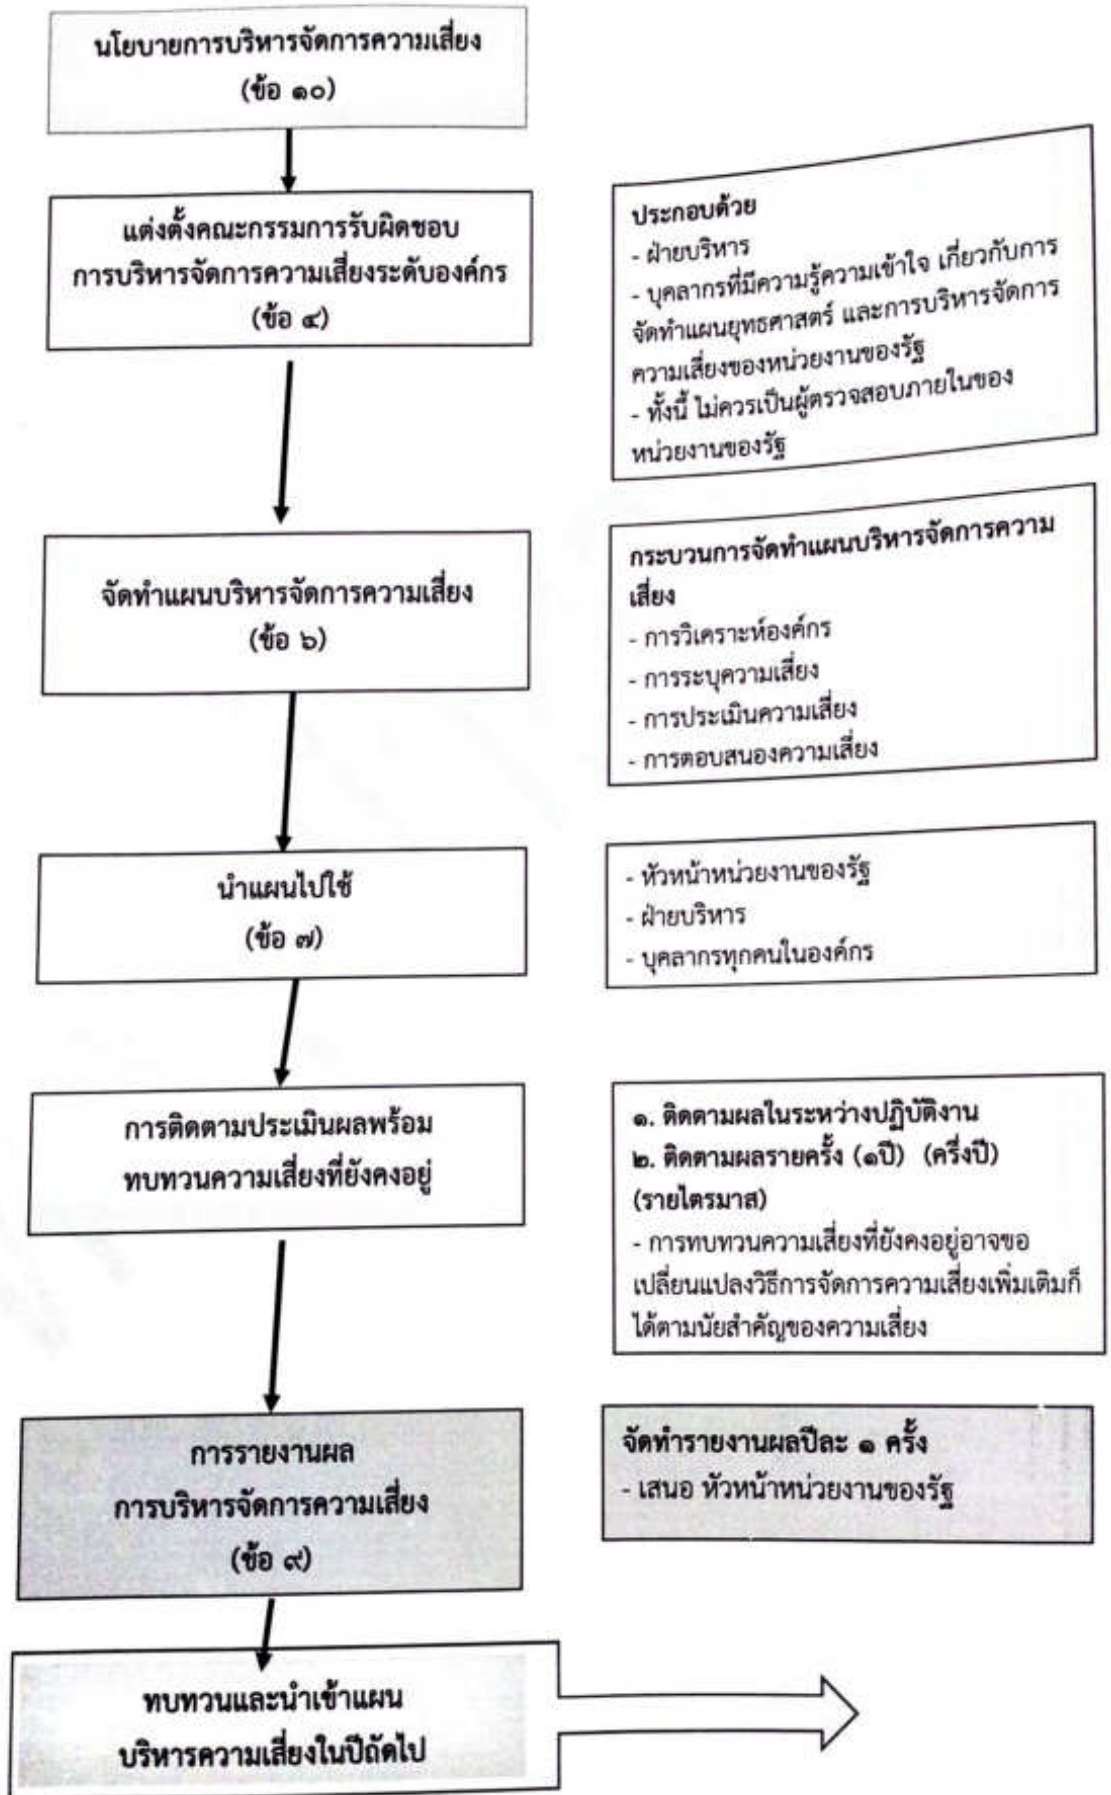 นโยบายการบริหารจัดการความเสี่ยง
(ข้อ ๑๐)
แต่งตั้งคณะกรรมการรับผิดชอบ
การบริหารจัดการความเสี่ยงระดับองค์กร
(ข้อ ๔)
ประกอบด้วย
- ฝ่ายบริหาร
- บุคลากรที่มีความรู้ความเข้าใจ เกี่ยวกับการ
จัดทำแผนยุทธศาสตร์ และการบริหารจัดการ
ความเสี่ยงของหน่วยงานของรัฐ
- ทั้งนี้ ไม่ควรเป็นผู้ตรวจสอบภายในของ
หน่วยงานของรัฐ
จัดทำแผนบริหารจัดการความเสี่ยง
(ข้อ ๖)
กระบวนการจัดทำแผนบริหารจัดการความ
เสี่ยง
- การวิเคราะห์องค์กร
- การระบุความเสี่ยง
- การประเมินความเสี่ยง
- การตอบสนองความเสี่ยง
นำแผนไปใช้
(ข้อ ๗)
- หัวหน้าหน่วยงานของรัฐ
- ฝ่ายบริหาร
- บุคลากรทุกคนในองค์กร
การติดตามประเมินผลพร้อม
ทบทวนความเสี่ยงที่ยังคงอยู่
๑. ติดตามผลในระหว่างปฏิบัติงาน
๒. ติดตามผลรายครั้ง (๑ปี) (ครึ่งปี)
(รายไตรมาส)
- การทบทวนความเสี่ยงที่ยังคงอยู่อาจขอ
เปลี่ยนแปลงวิธีการจัดการความเสี่ยงเพิ่มเติมก็
ได้ตามนัยสำคัญของความเสี่ยง
การรายงานผล
การบริหารจัดการความเสี่ยง
(ข้อ ๙)
จัดทำรายงานผลปีละ ๑ ครั้ง
- เสนอ หัวหน้าหน่วยงานของรัฐ
ทบทวนและนำเข้าแผน
บริหารความเสี่ยงในปีถัดไป